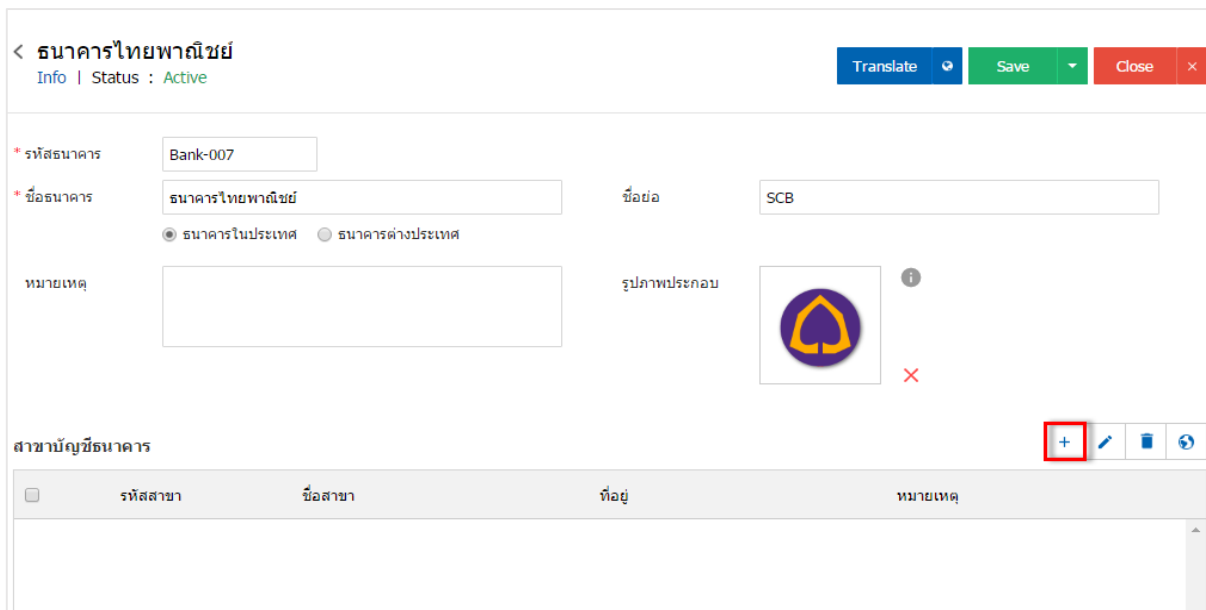 ธนาคารไทยพาณิชย์
Info | Status : Active
Translate Save Close
* รหัสธนาคาร Bank-007
* ชื่อธนาคาร ธนาคารไทยพาณิชย์ ชื่อย่อ SCB
ธนาคารในประเทศ ธนาคารต่างประเทศ
หมายเหตุ รูปภาพประกอบ
สาขาบัญชีธนาคาร
รหัสสาขา ชื่อสาขา ที่อยู่ หมายเหตุ